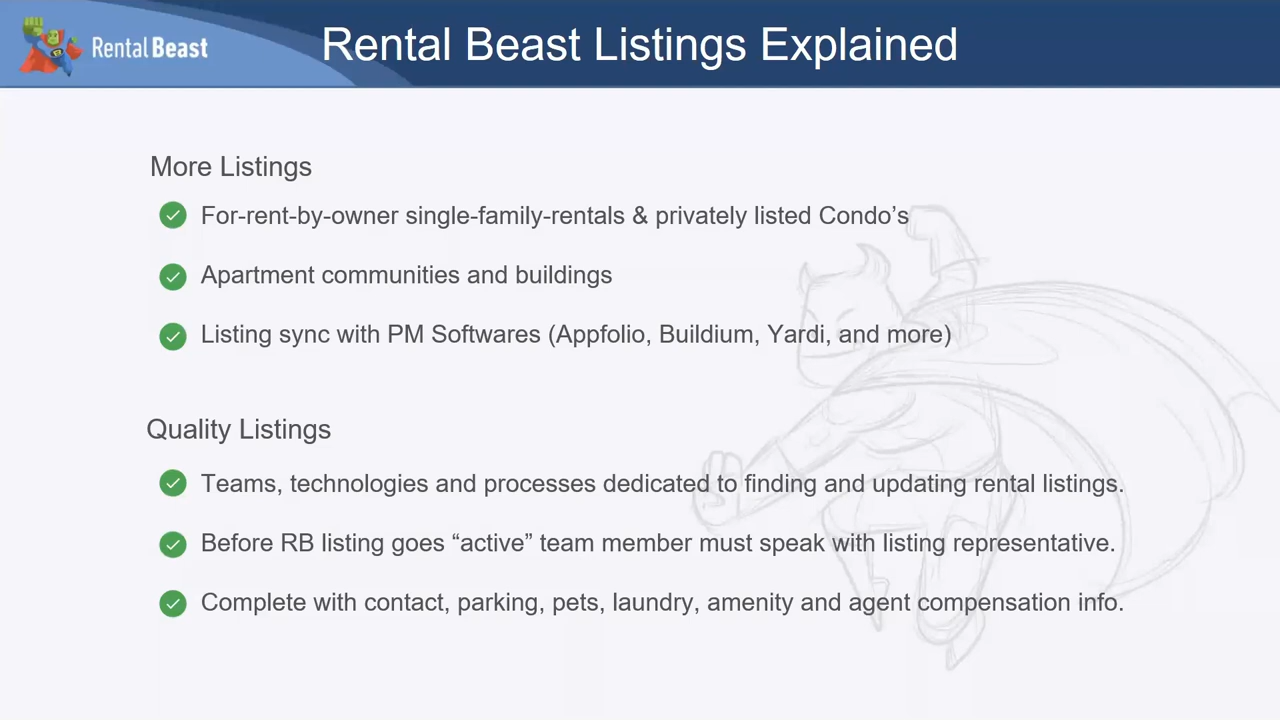 Rental Beast
Rental Beast Listings Explained
More Listings
For-rent-by-owner single-family-rentals & privately listed Condo’s
Apartment communities and buildings
Listing sync with PM Softwares (Appfolio, Buildium, Yardi, and more)
Quality Listings
Teams, technologies and processes dedicated to finding and updating rental listings.
Before RB listing goes “active” team member must speak with listing representative.
Complete with contact, parking, pets, laundry, amenity and agent compensation info.